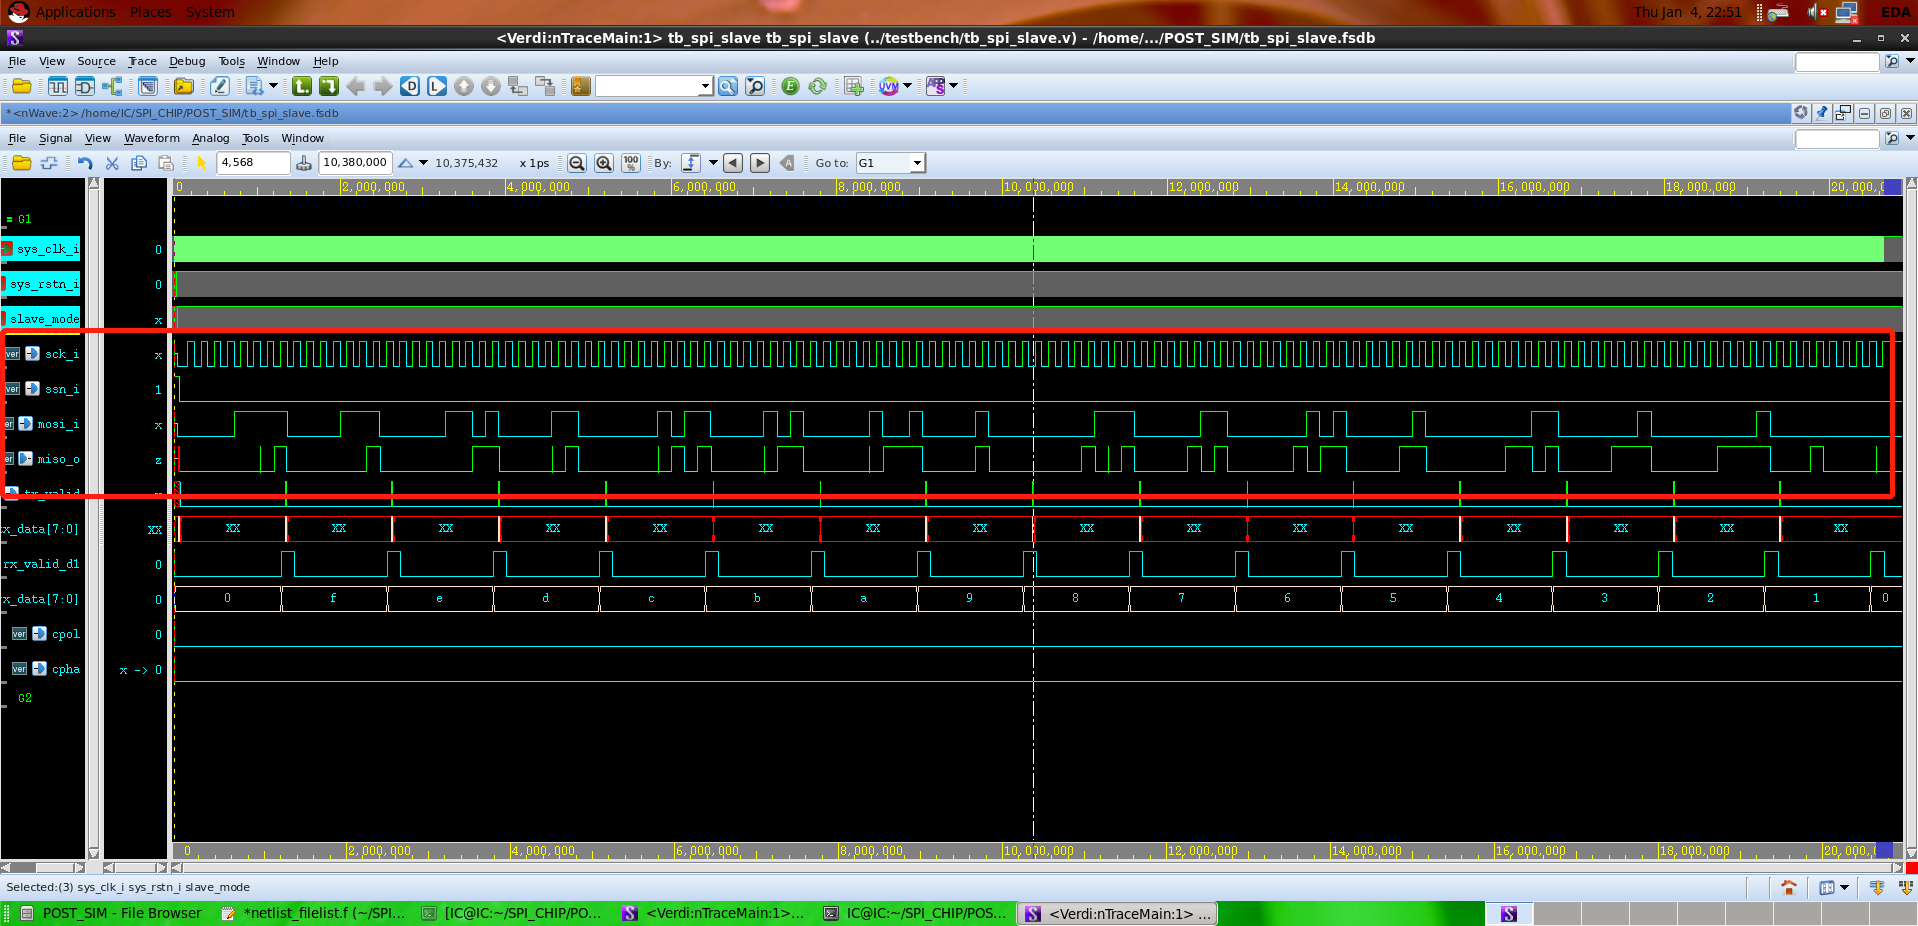 Applications Places System Thu Jan 4, 22:51 EDA
<Verdi:nTraceMain:1> tb_spi_slave tb_spi_slave (../testbench/tb_spi_slave.v) - /home/.../POST_SIM/tb_spi_slave.fsdb
File View Source Trace Debug Tools Window Help
*<nWave:2> /home/IC/SPI_CHIP/POST_SIM/tb_spi_slave.fsdb
File Signal View Waveform Analog Tools Window
4,568 10,380,000 10,375,432 x 1ps 100% By: Go to: G1
0 2,000,000 4,000,000 6,000,000 8,000,000 10,000,000 12,000,000 14,000,000 16,000,000 18,000,000 20,000,
= G1
sys_clk_i 0
sys_rstn_i 0
slave_mode x
ver sck_i x
ver ssn_i 1
er mosi_i x
er miso_o z
tx_valid
x_data[7:0] XX XX XX XX XX XX XX XX XX XX XX XX XX XX XX XX XX
rx_valid_d1 0
x_data[7:0] 0 0 f e d c b a 9 8 7 6 5 4 3 2 1 0
ver cpol 0
ver cpha x -> 0
G2
0 2,000,000 4,000,000 6,000,000 8,000,000 10,000,000 12,000,000 14,000,000 16,000,000 18,000,000 20,000,
Selected:(3) sys_clk_i sys_rstn_i slave_mode
POST_SIM - File Browser *netlist_filelist.f (~/SPI... [IC@IC:~/SPI_CHIP/PO... <Verdi:nTraceMain:1>... IC@IC:~/SPI_CHIP/POS... <Verdi:nTraceMain:1> ...